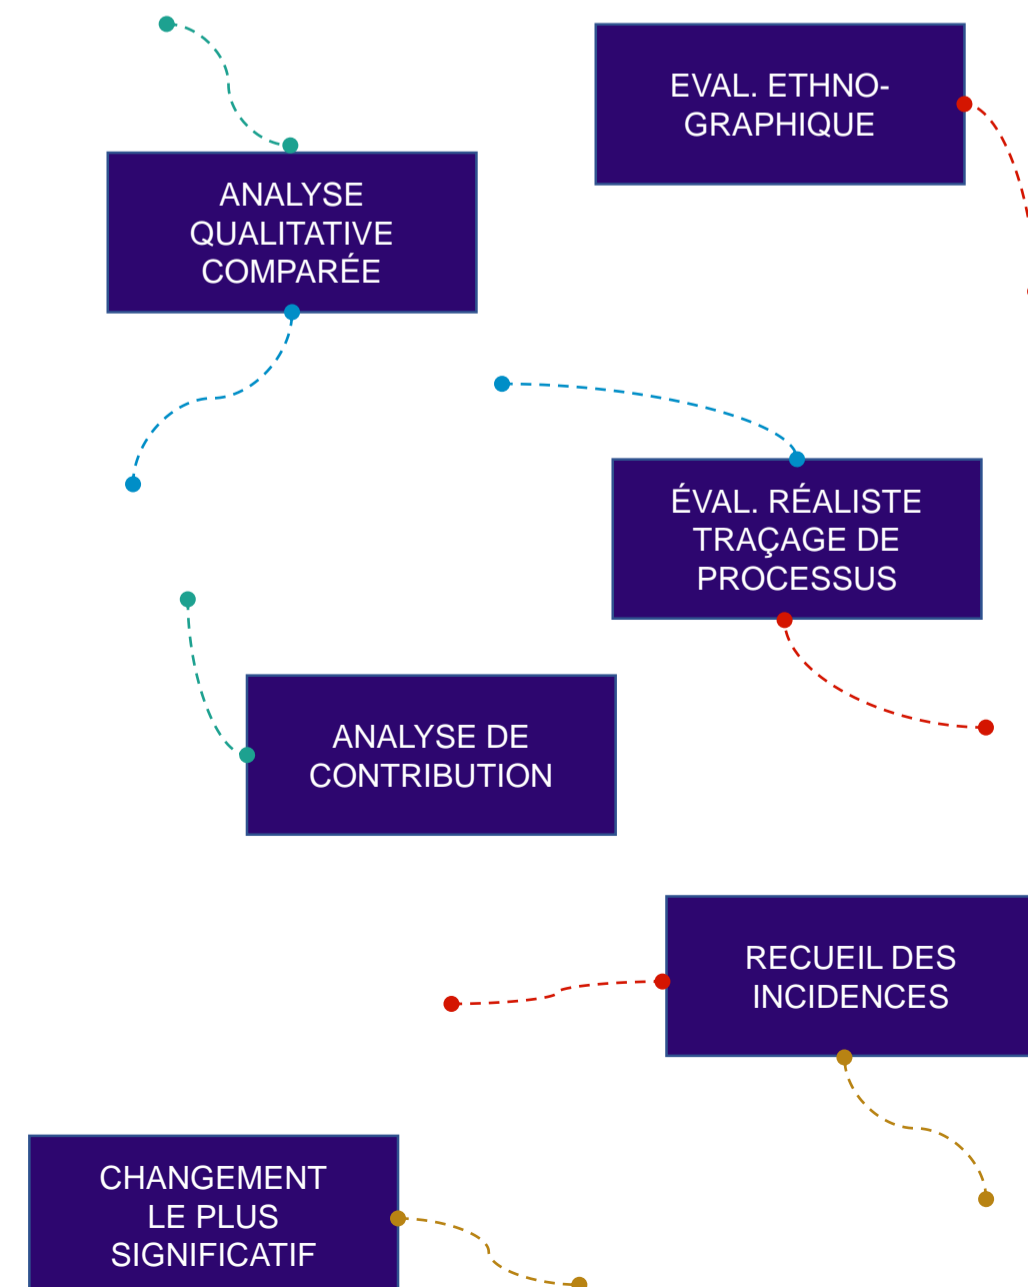 EVAL. ETHNO-
GRAPHIQUE
ANALYSE
QUALITATIVE
COMPARÉE
ÉVAL. RÉALISTE
TRAÇAGE DE
PROCESSUS
ANALYSE DE
CONTRIBUTION
RECUEIL DES
INCIDENCES
CHANGEMENT
LE PLUS
SIGNIFICATIF